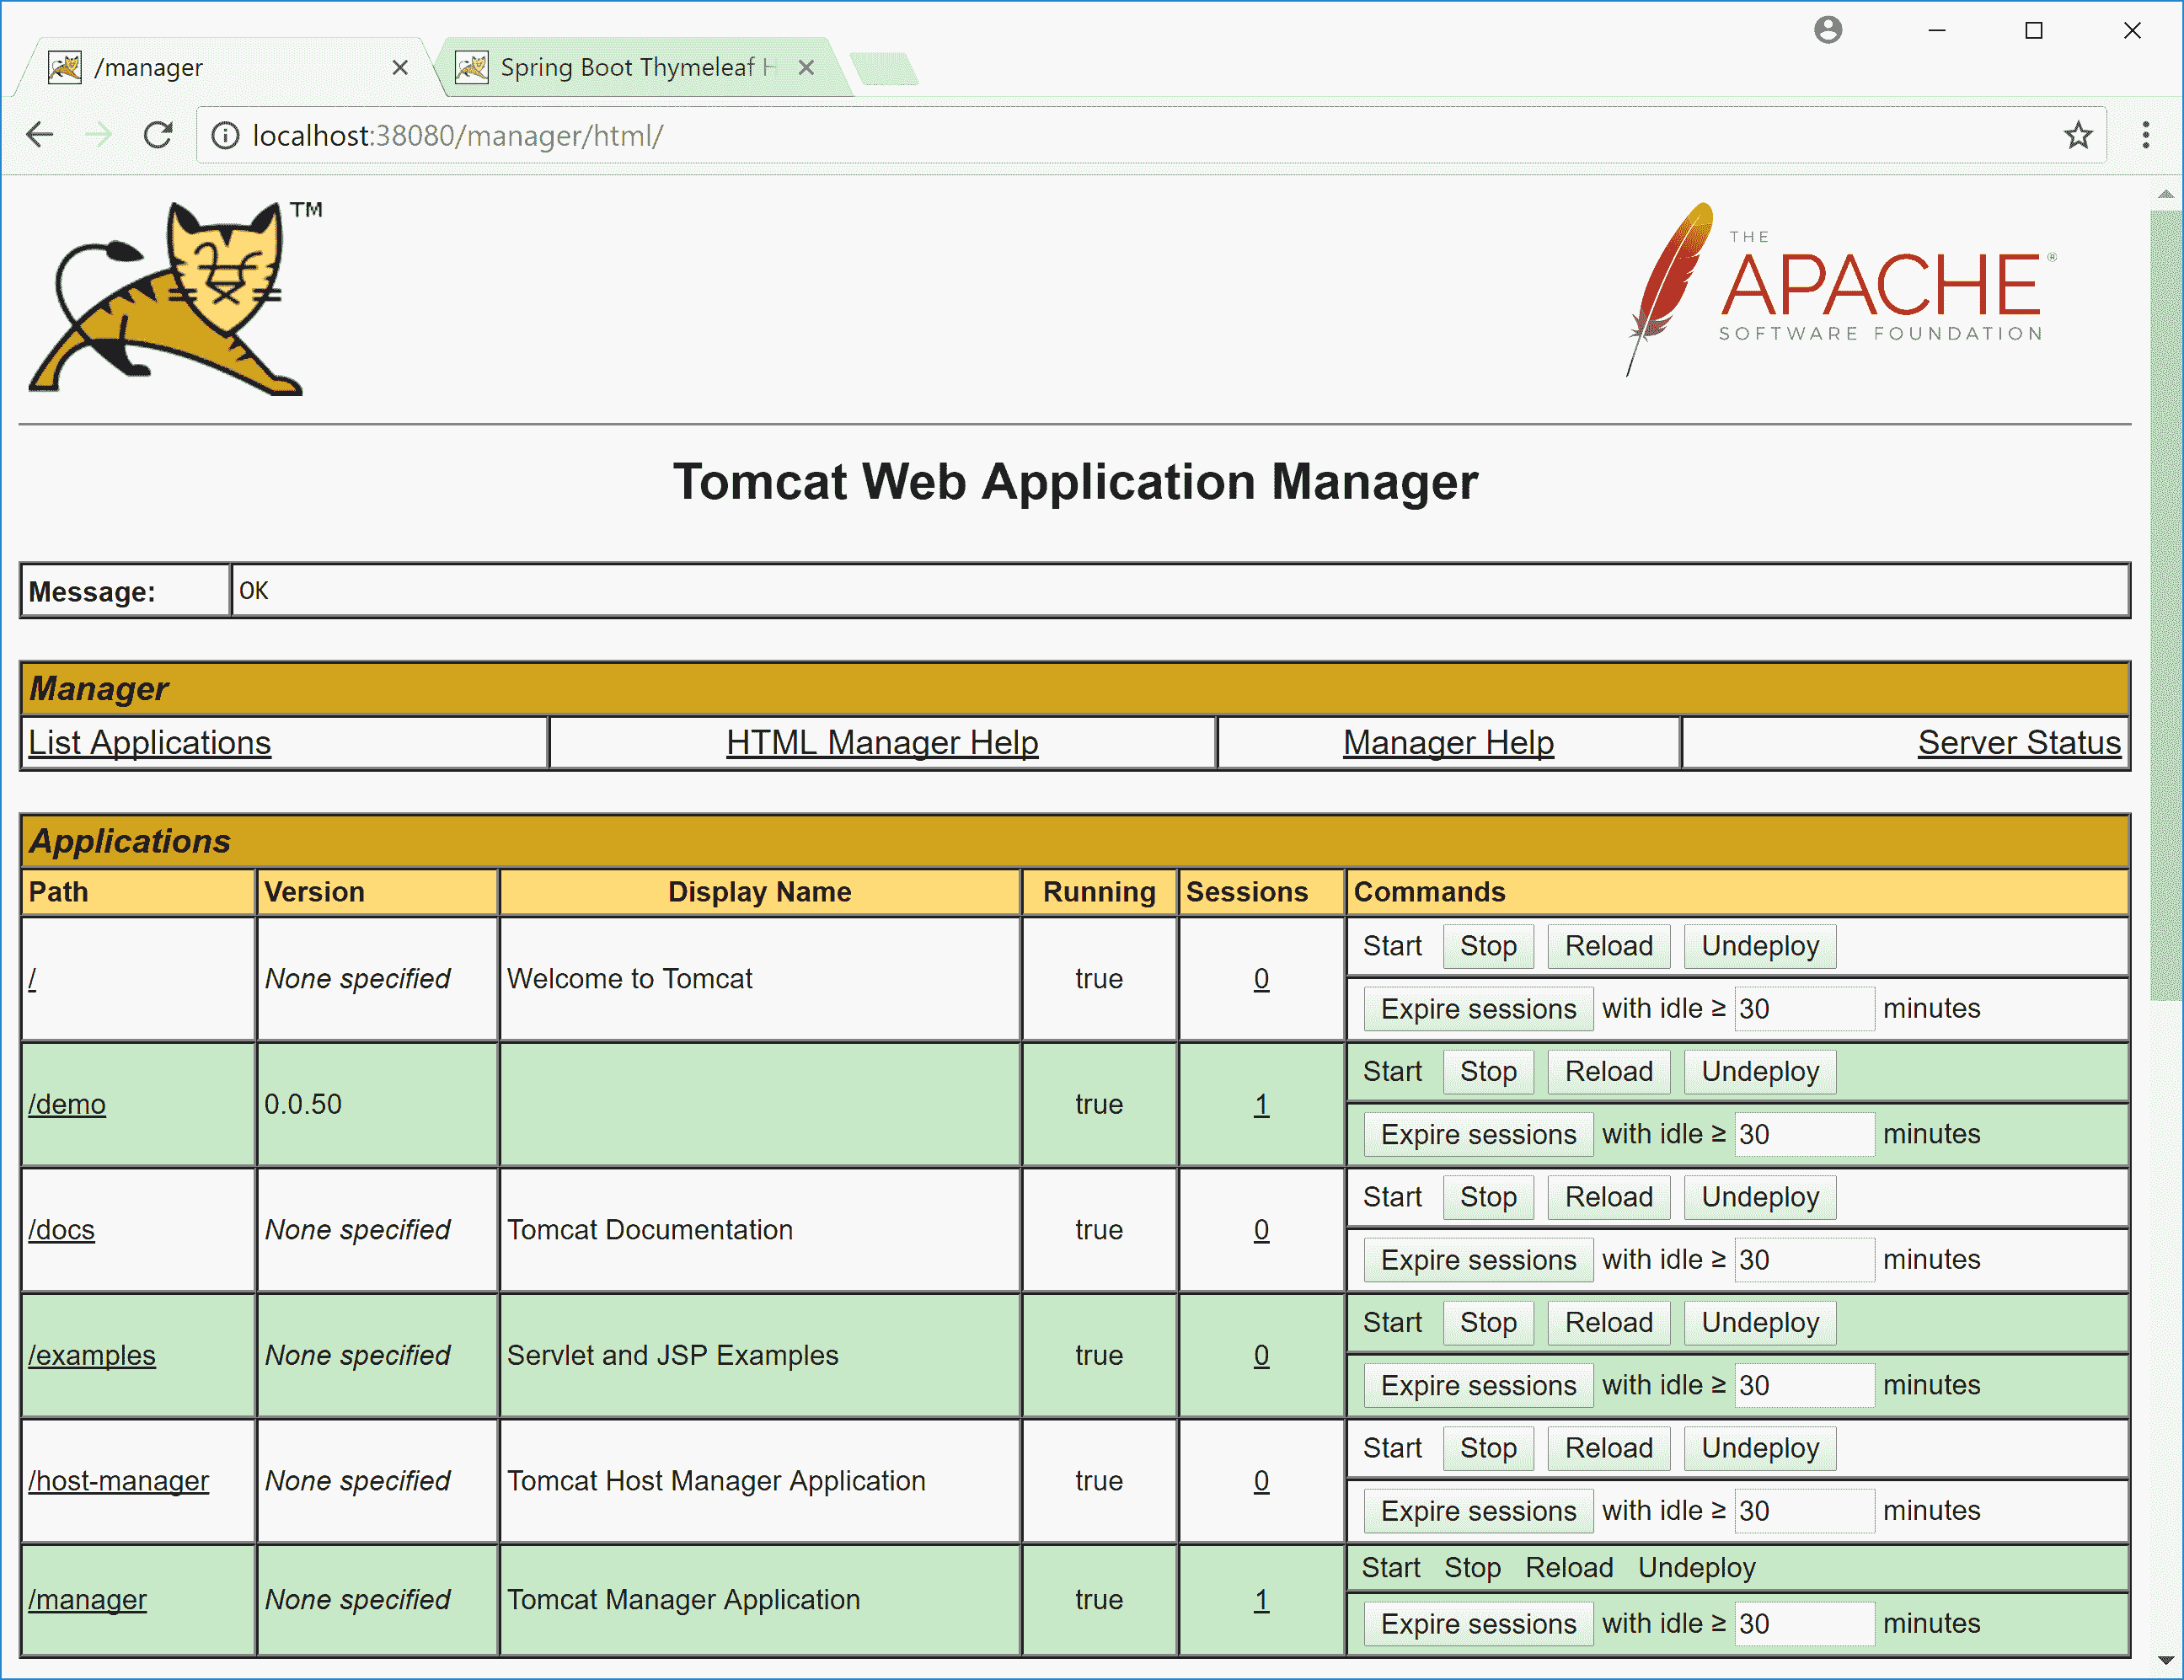 /manager
Spring Boot Thymeleaf
localhost:38080/manager/html/
TM
THE
APACHE ®
SOFTWARE FOUNDATION
Tomcat Web Application Manager
Message: OK
Manager
List Applications HTML Manager Help Manager Help Server Status
Applications
Path Version Display Name Running Sessions Commands
Start Stop Reload Undeploy
/ None specified Welcome to Tomcat true 0
Expire sessions with idle ≥ 30 minutes
Start Stop Reload Undeploy
/demo 0.0.50 true 1
Expire sessions with idle ≥ 30 minutes
Start Stop Reload Undeploy
/docs None specified Tomcat Documentation true 0
Expire sessions with idle ≥ 30 minutes
Start Stop Reload Undeploy
/examples None specified Servlet and JSP Examples true 0
Expire sessions with idle ≥ 30 minutes
Start Stop Reload Undeploy
/host-manager None specified Tomcat Host Manager Application true 0
Expire sessions with idle ≥ 30 minutes
Start Stop Reload Undeploy
/manager None specified Tomcat Manager Application true 1
Expire sessions with idle ≥ 30 minutes